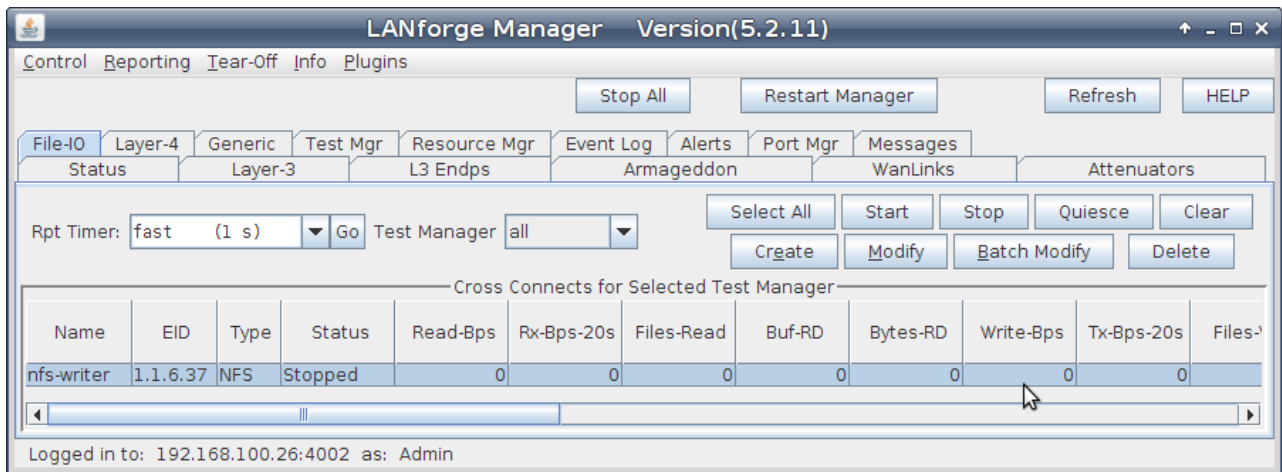 LANforge Manager Version(5.2.11)
Control Reporting Tear-Off Info Plugins
Stop All Restart Manager Refresh HELP
File-IO Layer-4 Generic Test Mgr Resource Mgr Event Log Alerts Port Mgr Messages
Status Layer-3 L3 Endps Armageddon WanLinks Attenuators
Select All Start Stop Quiesce Clear
Rpt Timer: fast (1 s) Go Test Manager all
Create Modify Batch Modify Delete
Cross Connects for Selected Test Manager
Name EID Type Status Read-Bps Rx-Bps-20s Files-Read Buf-RD Bytes-RD Write-Bps Tx-Bps-20s Files-
nfs-writer 1.1.6.37 NFS Stopped 0 0 0 0 0 0 0
Logged in to: 192.168.100.26:4002 as: Admin